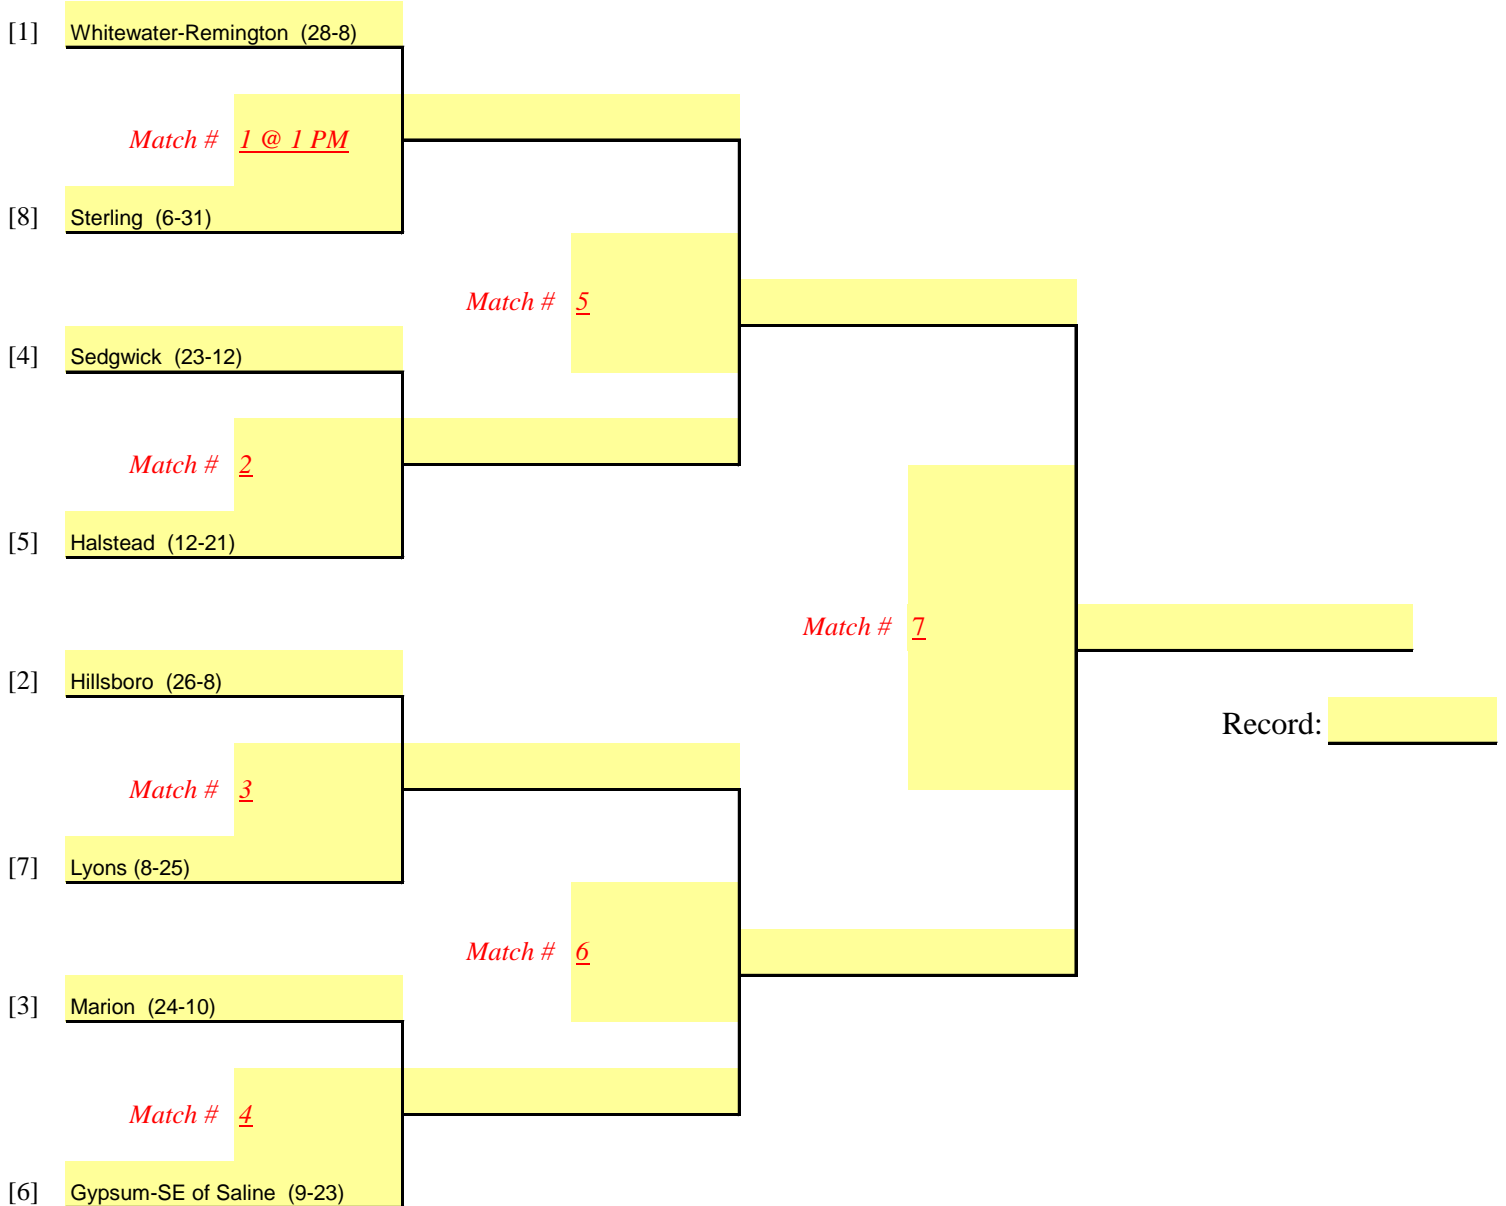 [1] Whitewater-Remington (28-8)
Match # 1 @ 1 PM
[8] Sterling (6-31)
Match # 5
[4] Sedgwick (23-12)
Match # 2
[5] Halstead (12-21)
Match # 7
[2] Hillsboro (26-8)
Record:
Match # 3
[7] Lyons (8-25)
Match # 6
[3] Marion (24-10)
Match # 4
[6] Gypsum-SE of Saline (9-23)